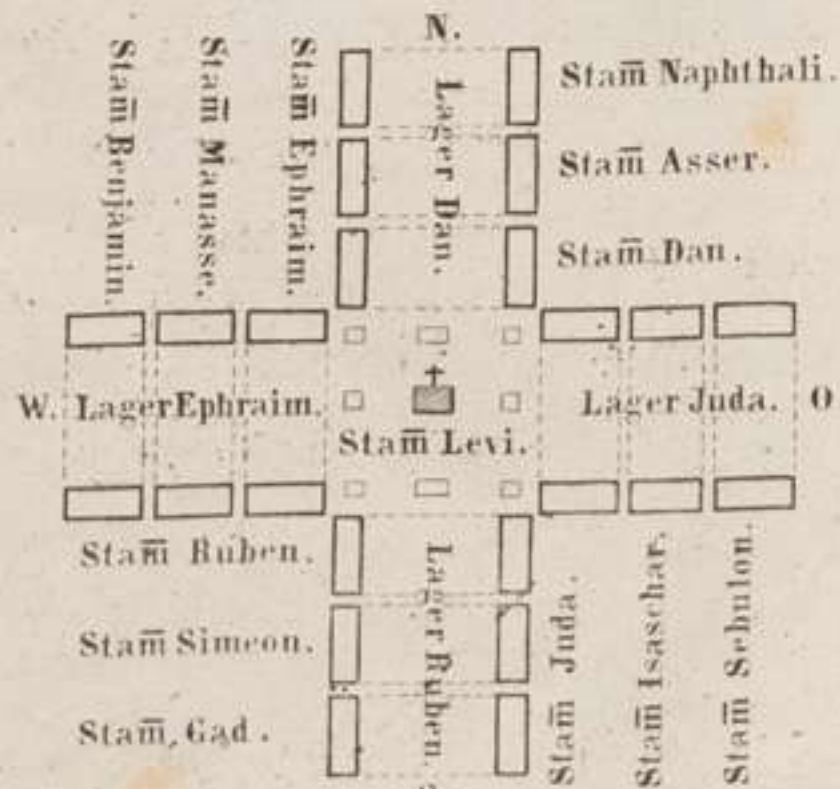 N.
Stam̄ Benjamin.
Stam̄ Manasse.
Stam̄ Ephraim.
Lager Dan.
Stam̄ Naphthali.
Stam̄ Asser.
Stam̄ Dan.
W.
Lager Ephraim.
Stam̄ Levi.
Lager Juda.
O
Stam̄ Ruben.
Stam̄ Simeon.
Stam̄, Gad.
Lager Ruben.
Stam̄ Juda.
Stam̄ Isaschar.
Stam̄ Sebulon.